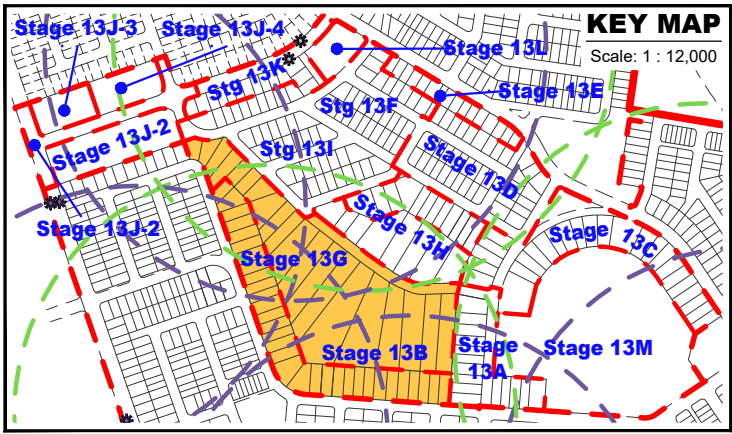 KEY MAP
Scale: 1 : 12,000
Stage 13J-3
Stage 13J-4
Stage 13L
Stg 13K
Stage 13E
Stg 13F
Stage 13J-2
Stg 13I
Stage 13D
Stage 13J-2
Stage 13H
Stage 13C
Stage 13G
Stage 13B
Stage
13A
Stage 13M